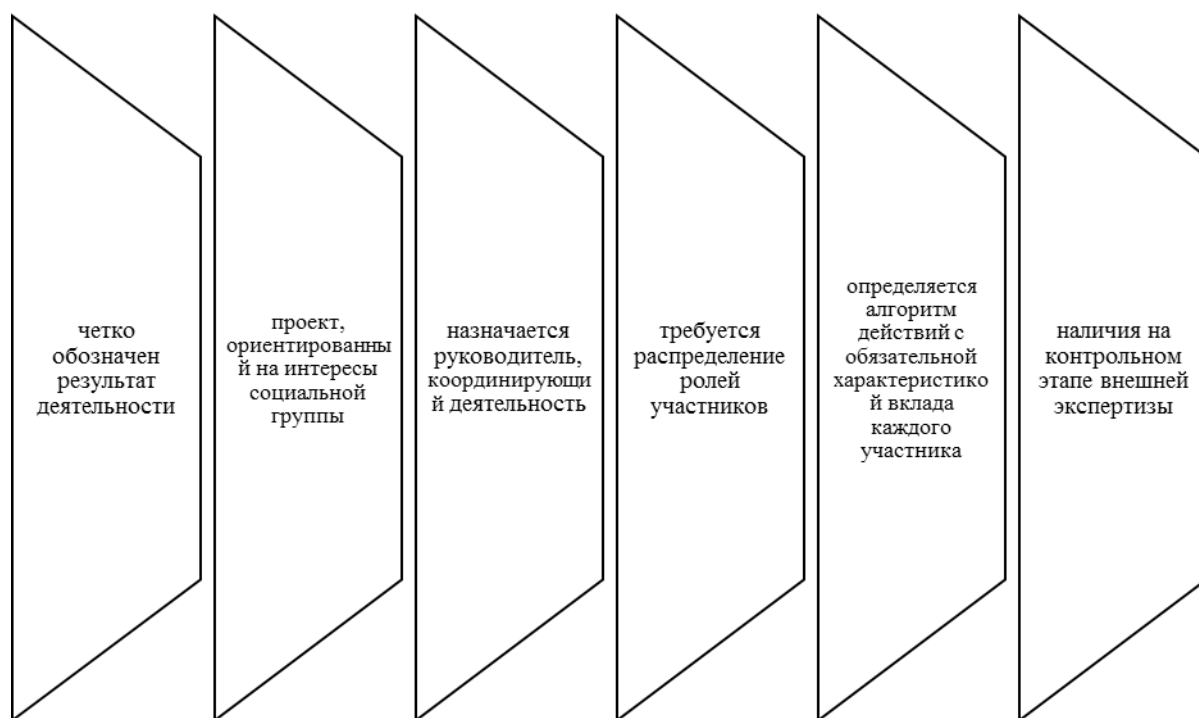 четко
обозначен
результат
деятельности
проект,
ориентированны
й на интересы
социальной
группы
назначается
руководитель,
координирующи
й деятельность
требуется
распределение
ролей
участников
определяется
алгоритм
действий с
обязательной
характеристико
й вклада
каждого
участника
наличия на
контрольном
этапе внешней
экспертизы